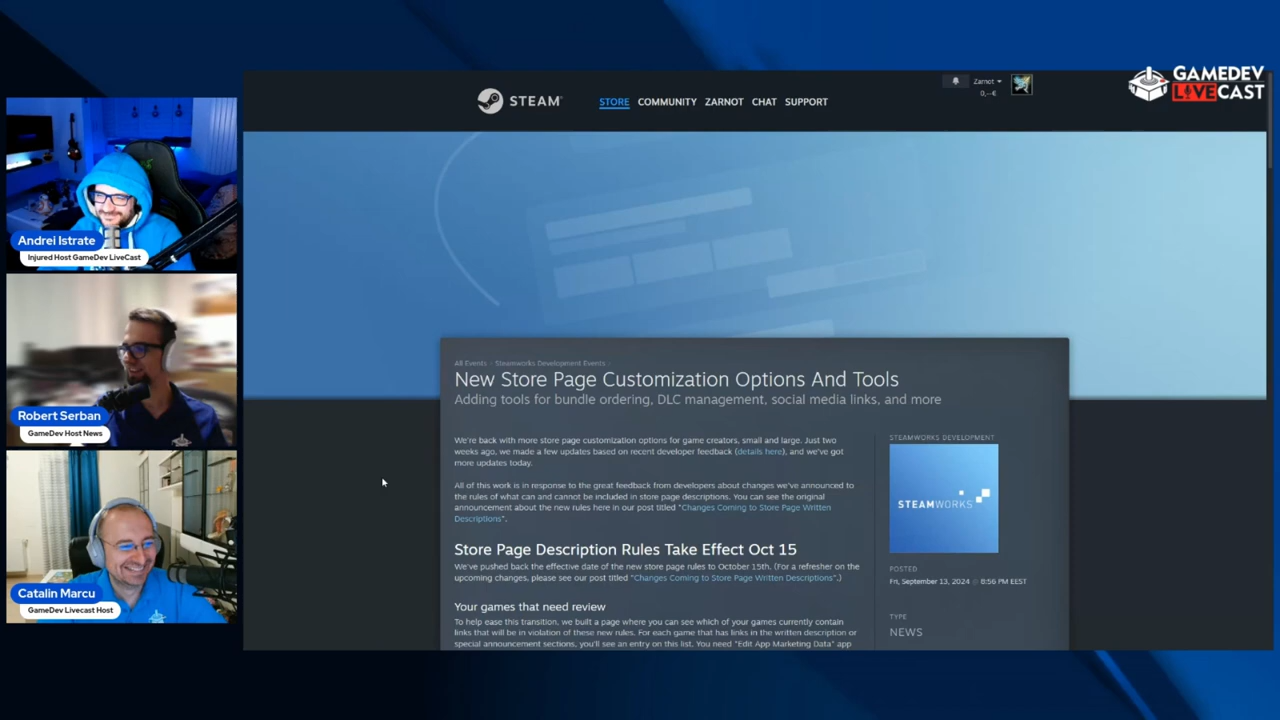 GAMEDEV
LIVECAST
STEAM
STORE COMMUNITY ZARNOT CHAT SUPPORT
Zarnot
0,--€
Andrei Istrate
Injured Host GameDev LiveCast
Robert Serban
GameDev Host News
Catalin Marcu
GameDev Livecast Host
All Events > Steamworks Development Events >
New Store Page Customization Options And Tools
Adding tools for bundle ordering, DLC management, social media links, and more
We're back with more store page customization options for game creators, small and large. Just two
weeks ago, we made a few updates based on recent developer feedback (details here), and we've got
more updates today.
All of this work is in response to the great feedback from developers about changes we've announced to
the rules of what can and cannot be included in store page descriptions. You can see the original
announcement about the new rules here in our post titled "Changes Coming to Store Page Written
Descriptions".
Store Page Description Rules Take Effect Oct 15
We've pushed back the effective date of the new store page rules to October 15th. (For a refresher on the
upcoming changes, please see our post titled "Changes Coming to Store Page Written Descriptions".)
Your games that need review
To help ease this transition, we built a page where you can see which of your games currently contain
links that will be in violation of these new rules. For each game that has links in the written description or
special announcement sections, you'll see an entry on this list. You need "Edit App Marketing Data" app
STEAMWORKS DEVELOPMENT
STEAMWORKS
POSTED
Fri, September 13, 2024 @ 8:56 PM EEST
TYPE
NEWS